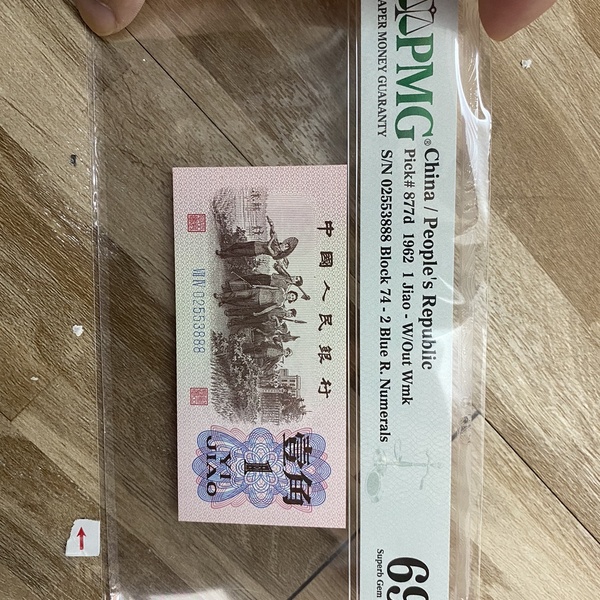 PMG®
PAPER MONEY GUARANTY
China / People's Republic
Pick# 877d 1962 1 Jiao - W/Out Wmk
S/N 02553888 Block 74 - 2 Blue R. Numerals
Superb Gem
中國人民銀行
ⅦⅣ 02553888
壹角
1
YI JIAO